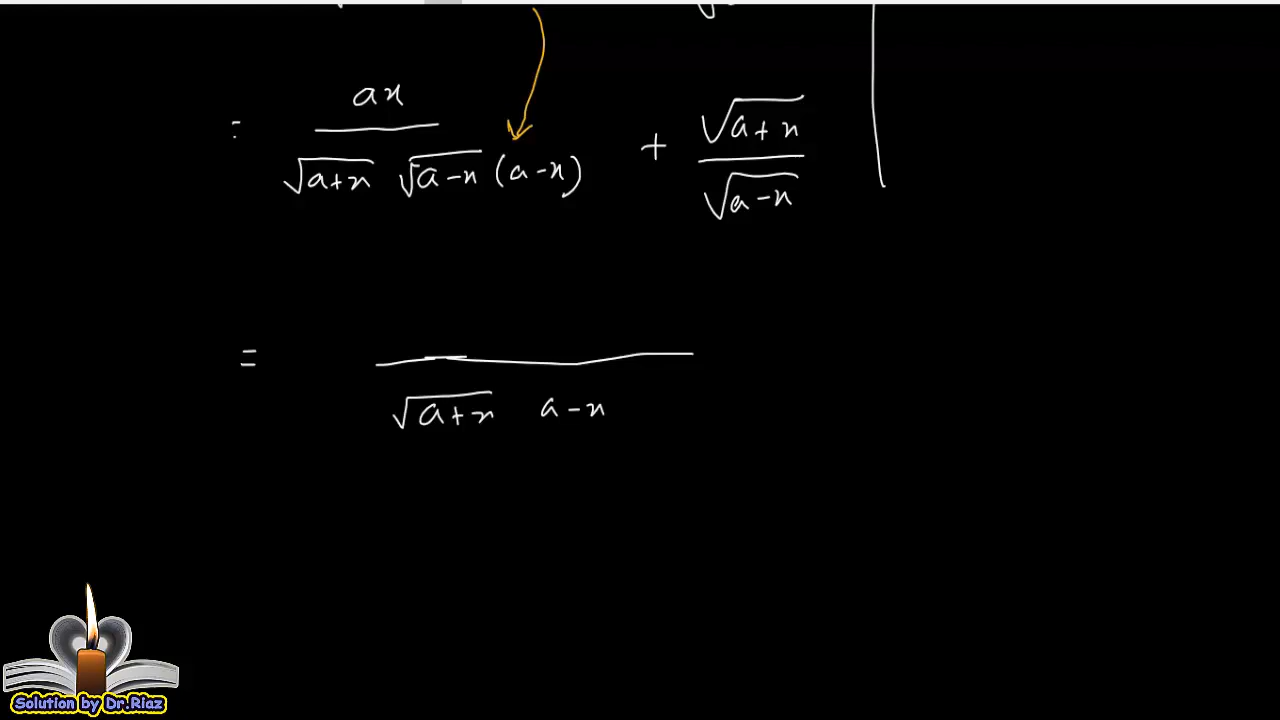 = ax / √(a+x) √(a-x) (a-x) + √(a+x) / √(a-x)
= / √(a+x) a-x
Solution by Dr.Riaz